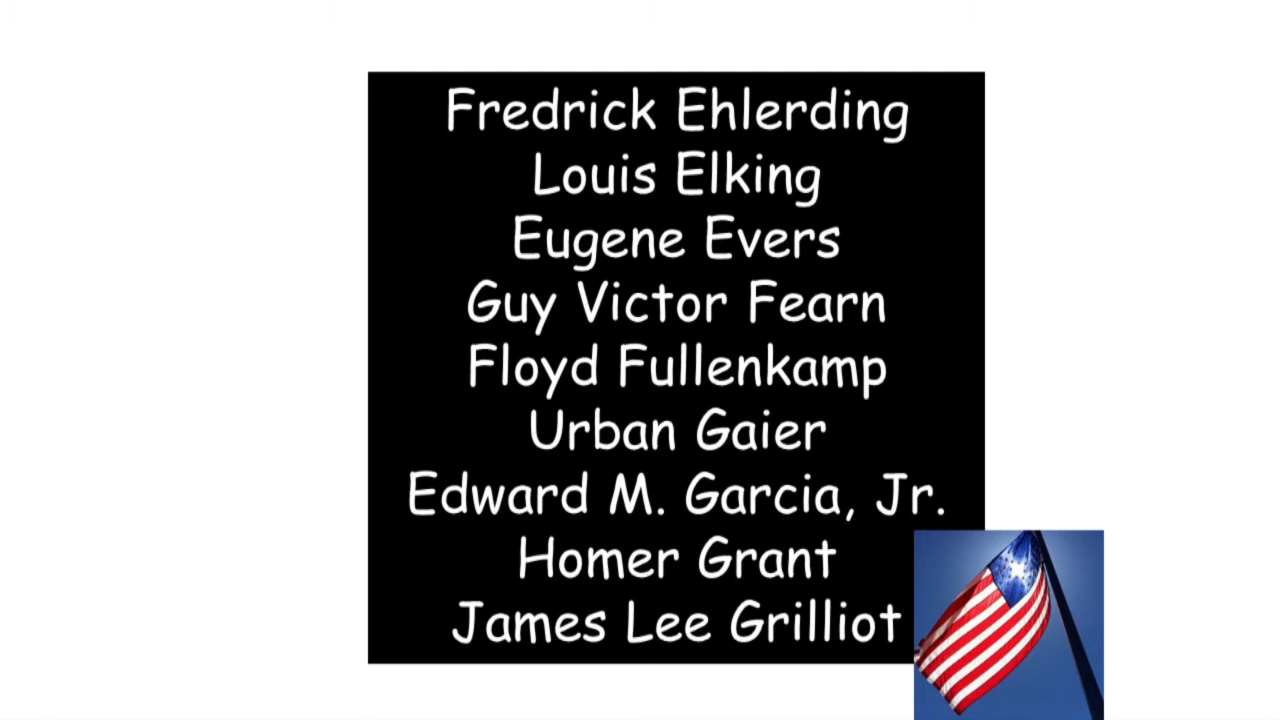 Fredrick Ehlerding
Louis Elking
Eugene Evers
Guy Victor Fearn
Floyd Fullenkamp
Urban Gaier
Edward M. Garcia, Jr.
Homer Grant
James Lee Grilliot